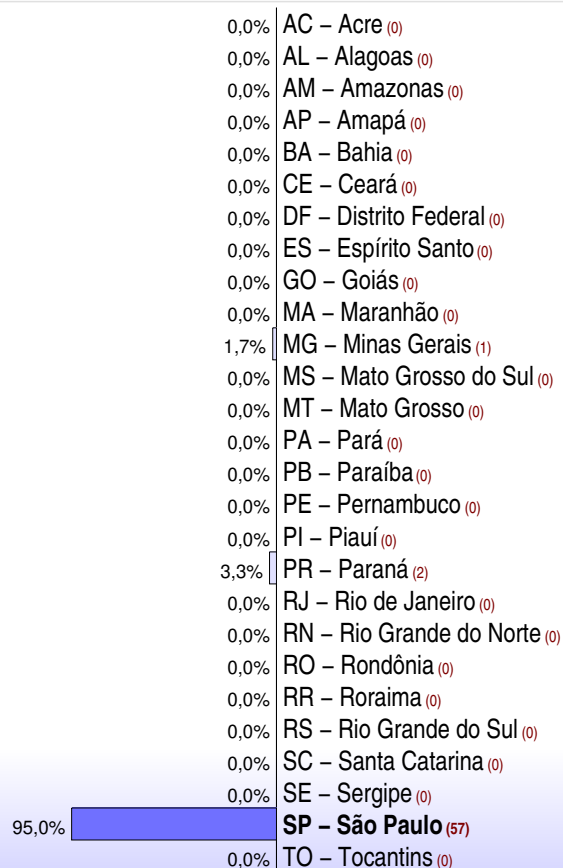 0,0% AC – Acre (0)
0,0% AL – Alagoas (0)
0,0% AM – Amazonas (0)
0,0% AP – Amapá (0)
0,0% BA – Bahia (0)
0,0% CE – Ceará (0)
0,0% DF – Distrito Federal (0)
0,0% ES – Espírito Santo (0)
0,0% GO – Goiás (0)
0,0% MA – Maranhão (0)
1,7% MG – Minas Gerais (1)
0,0% MS – Mato Grosso do Sul (0)
0,0% MT – Mato Grosso (0)
0,0% PA – Pará (0)
0,0% PB – Paraíba (0)
0,0% PE – Pernambuco (0)
0,0% PI – Piauí (0)
3,3% PR – Paraná (2)
0,0% RJ – Rio de Janeiro (0)
0,0% RN – Rio Grande do Norte (0)
0,0% RO – Rondônia (0)
0,0% RR – Roraima (0)
0,0% RS – Rio Grande do Sul (0)
0,0% SC – Santa Catarina (0)
0,0% SE – Sergipe (0)
95,0% SP – São Paulo (57)
0,0% TO – Tocantins (0)